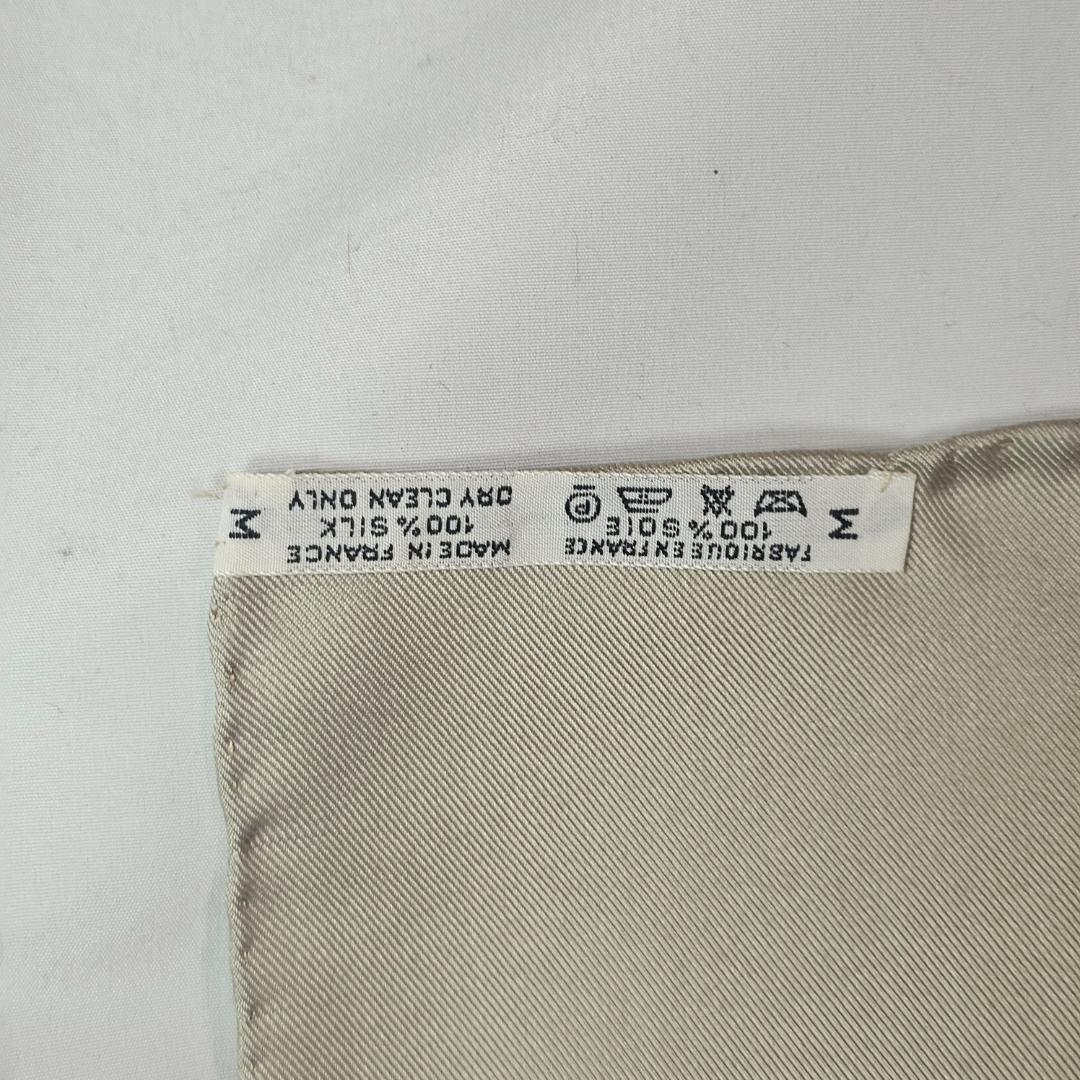 M
FABRIQUE EN FRANCE
100% SOIE
P
MADE IN FRANCE
100% SILK
DRY CLEAN ONLY
M